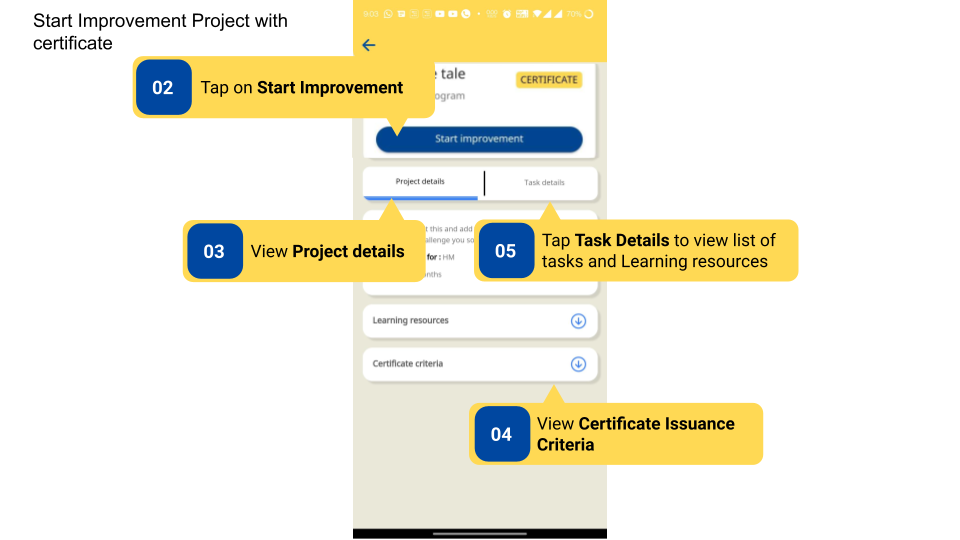 Start Improvement Project with
certificate
9:03
70%
02
Tap on Start Improvement
e tale
CERTIFICATE
ogram
Start improvement
Project details
Task details
t this and add
allenge you so
for : HM
nths
03
View Project details
05
Tap Task Details to view list of
tasks and Learning resources
Learning resources
Certificate criteria
04
View Certificate Issuance
Criteria